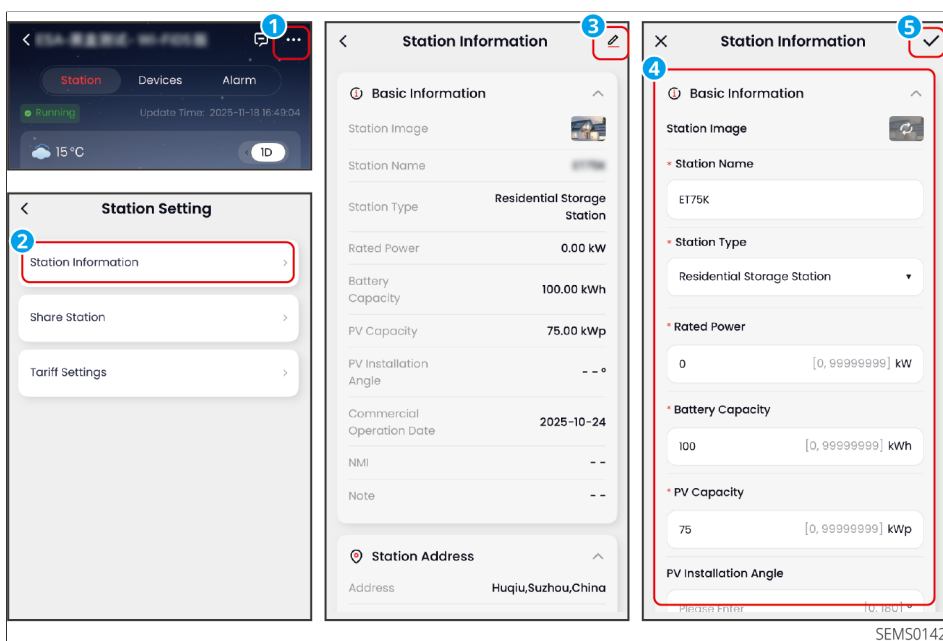 1
...
Station Devices Alarm
Running Update Time: 2025-11-18 16:49:04
15°C 1D
Station Setting
2
Station Information
Share Station
Tariff Settings
Station Information
3
Basic Information
Station Image
Station Name
Station Type Residential Storage
Station
Rated Power 0.00 kW
Battery
Capacity 100.00 kWh
PV Capacity 75.00 kWp
PV Installation
Angle - - °
Commercial
Operation Date 2025-10-24
NMI - -
Note - -
Station Address
Address Huqiu,Suzhou,China
Station Information
5
4
Basic Information
Station Image
* Station Name
ET75K
* Station Type
Residential Storage Station
* Rated Power
0 [0, 99999999] kW
* Battery Capacity
100 [0, 99999999] kWh
* PV Capacity
75 [0, 99999999] kWp
PV Installation Angle
Please Enter [0, 180] °
SEMS0142